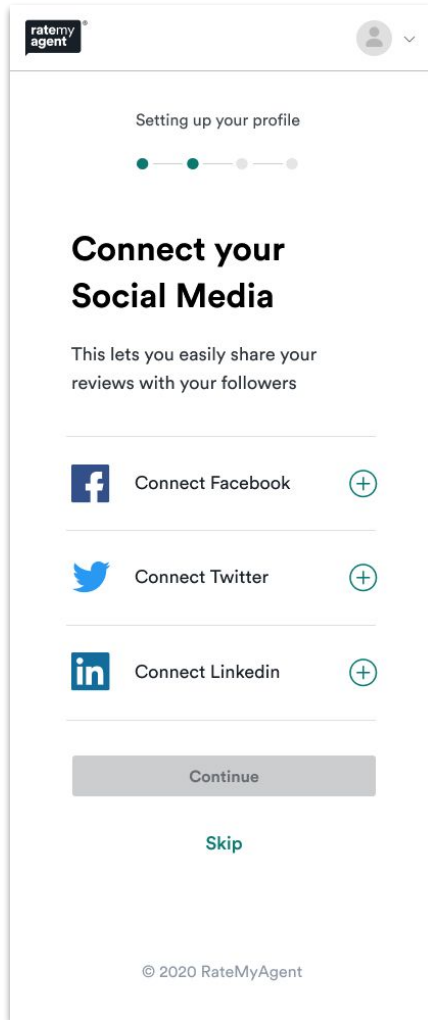 ratemy
agent®
Setting up your profile
Connect your
Social Media
This lets you easily share your
reviews with your followers
Connect Facebook
Connect Twitter
in
Connect Linkedin
Continue
Skip
© 2020 RateMyAgent